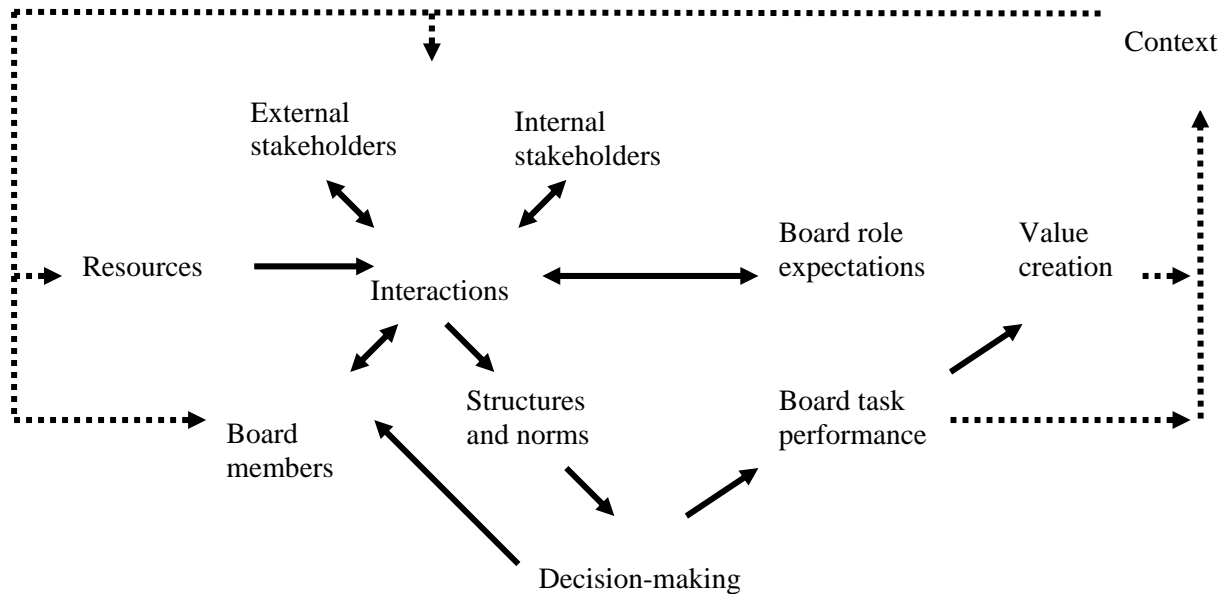 Context
External
stakeholders
Internal
stakeholders
Resources
Interactions
Board role
expectations
Value
creation
Board
members
Structures
and norms
Board task
performance
Decision-making